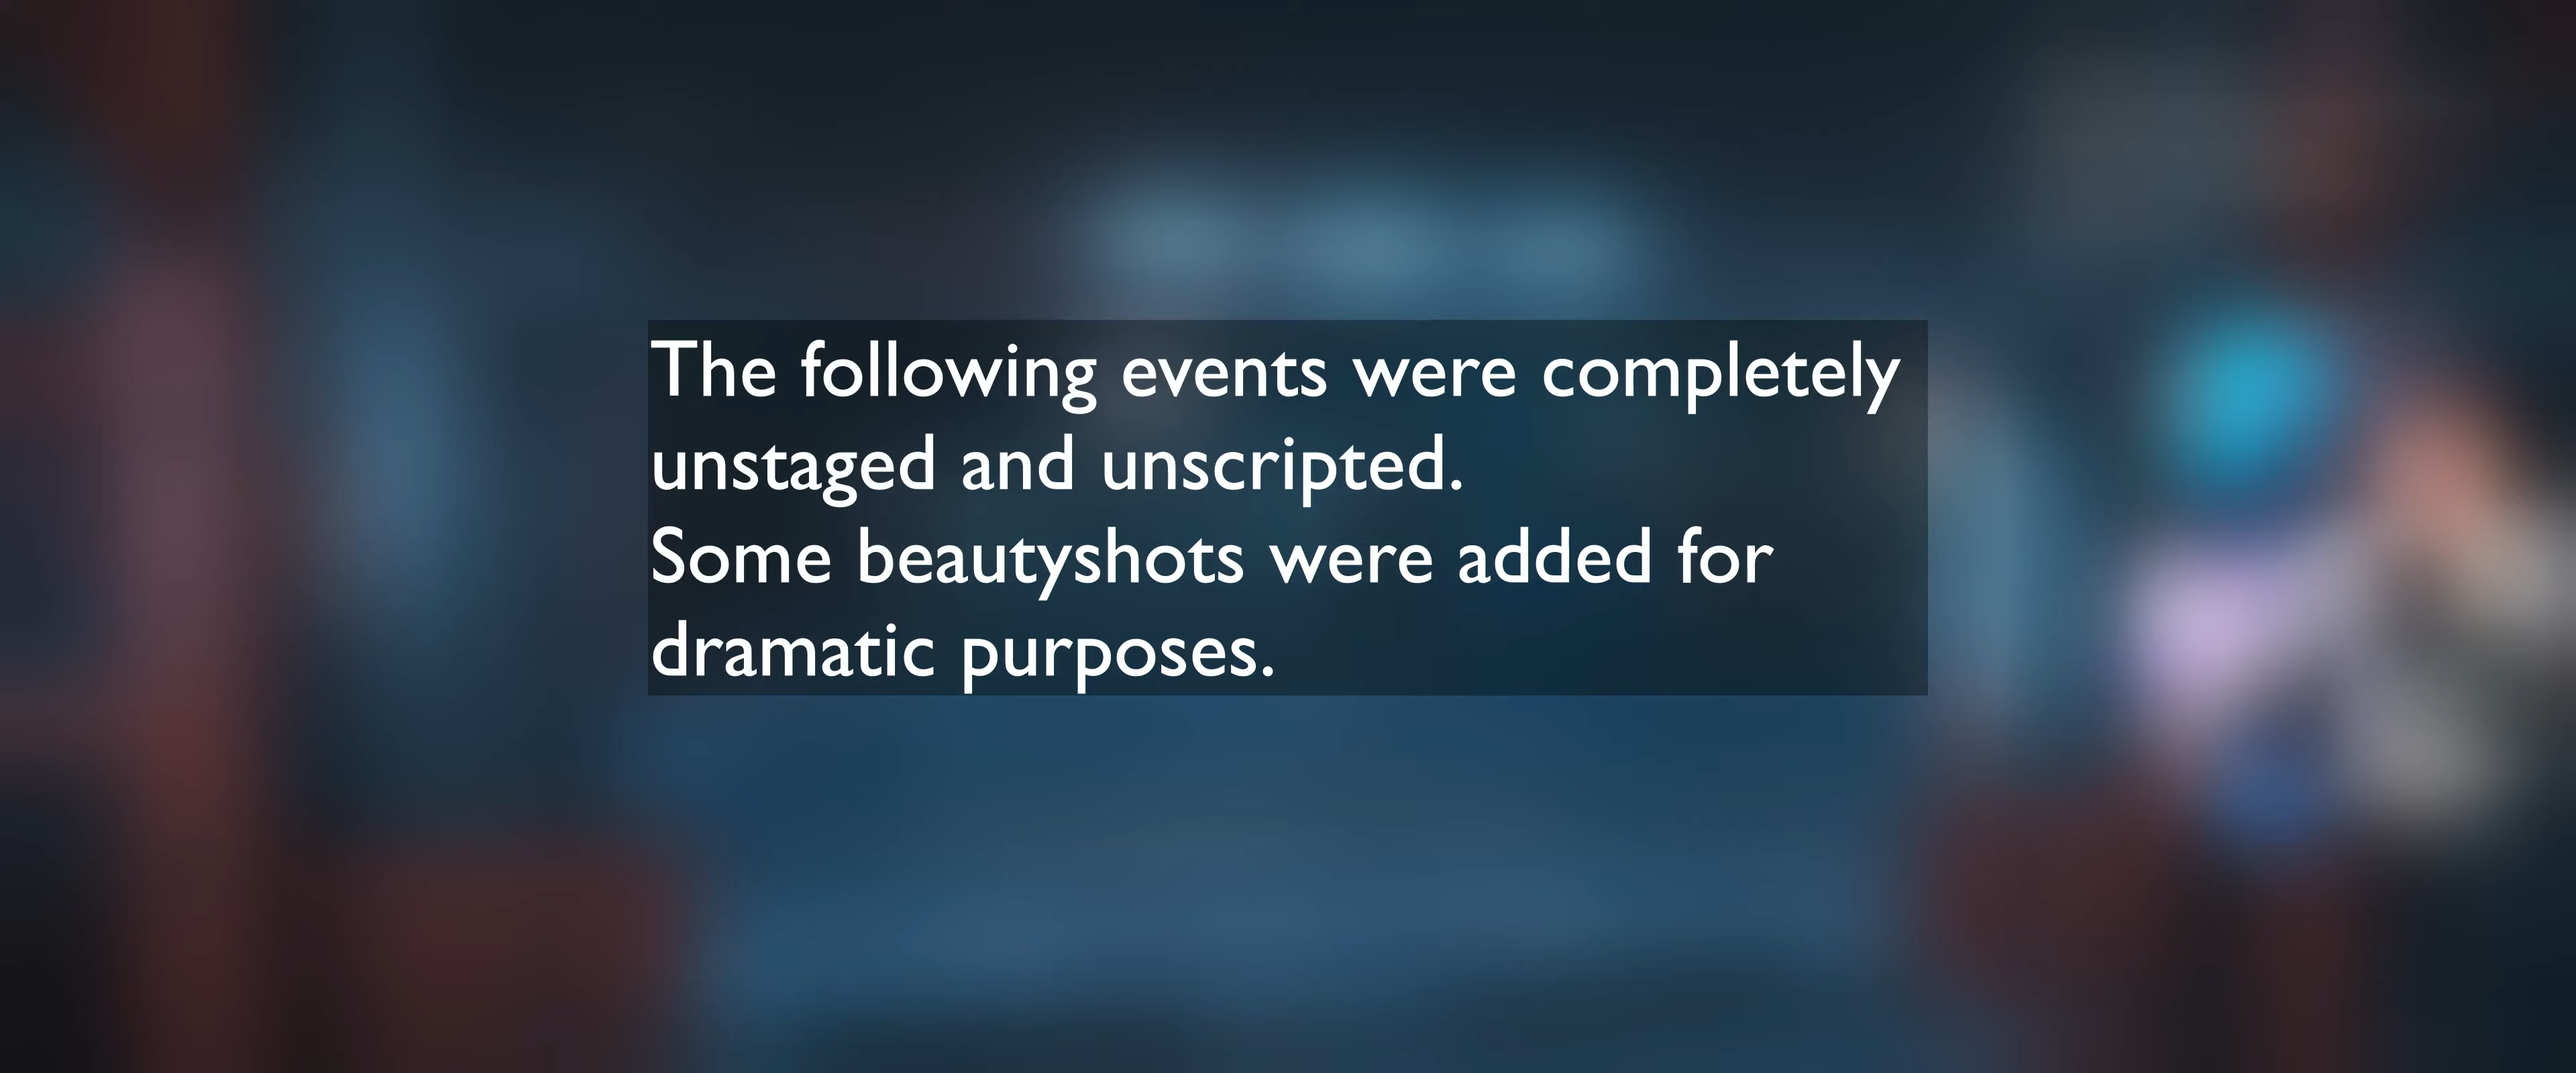 The following events were completely
unstaged and unscripted.
Some beautyshots were added for
dramatic purposes.